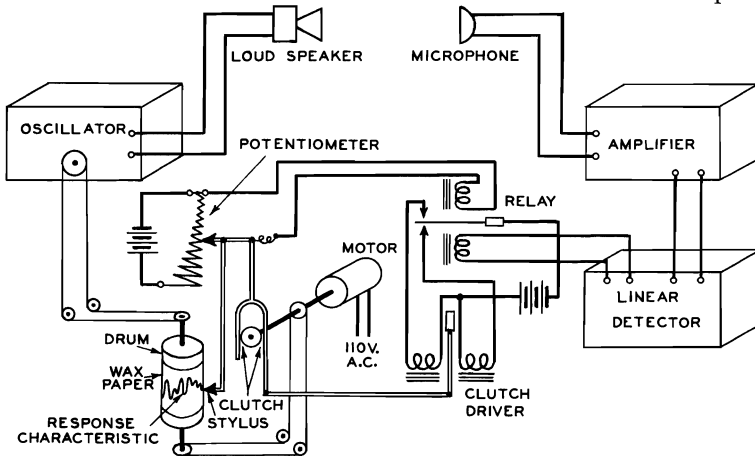 LOUD SPEAKER
MICROPHONE
OSCILLATOR
AMPLIFIER
POTENTIOMETER
RELAY
MOTOR
LINEAR
DETECTOR
DRUM
110V.
A.C.
WAX
PAPER
CLUTCH
CLUTCH
DRIVER
STYLUS
RESPONSE
CHARACTERISTIC